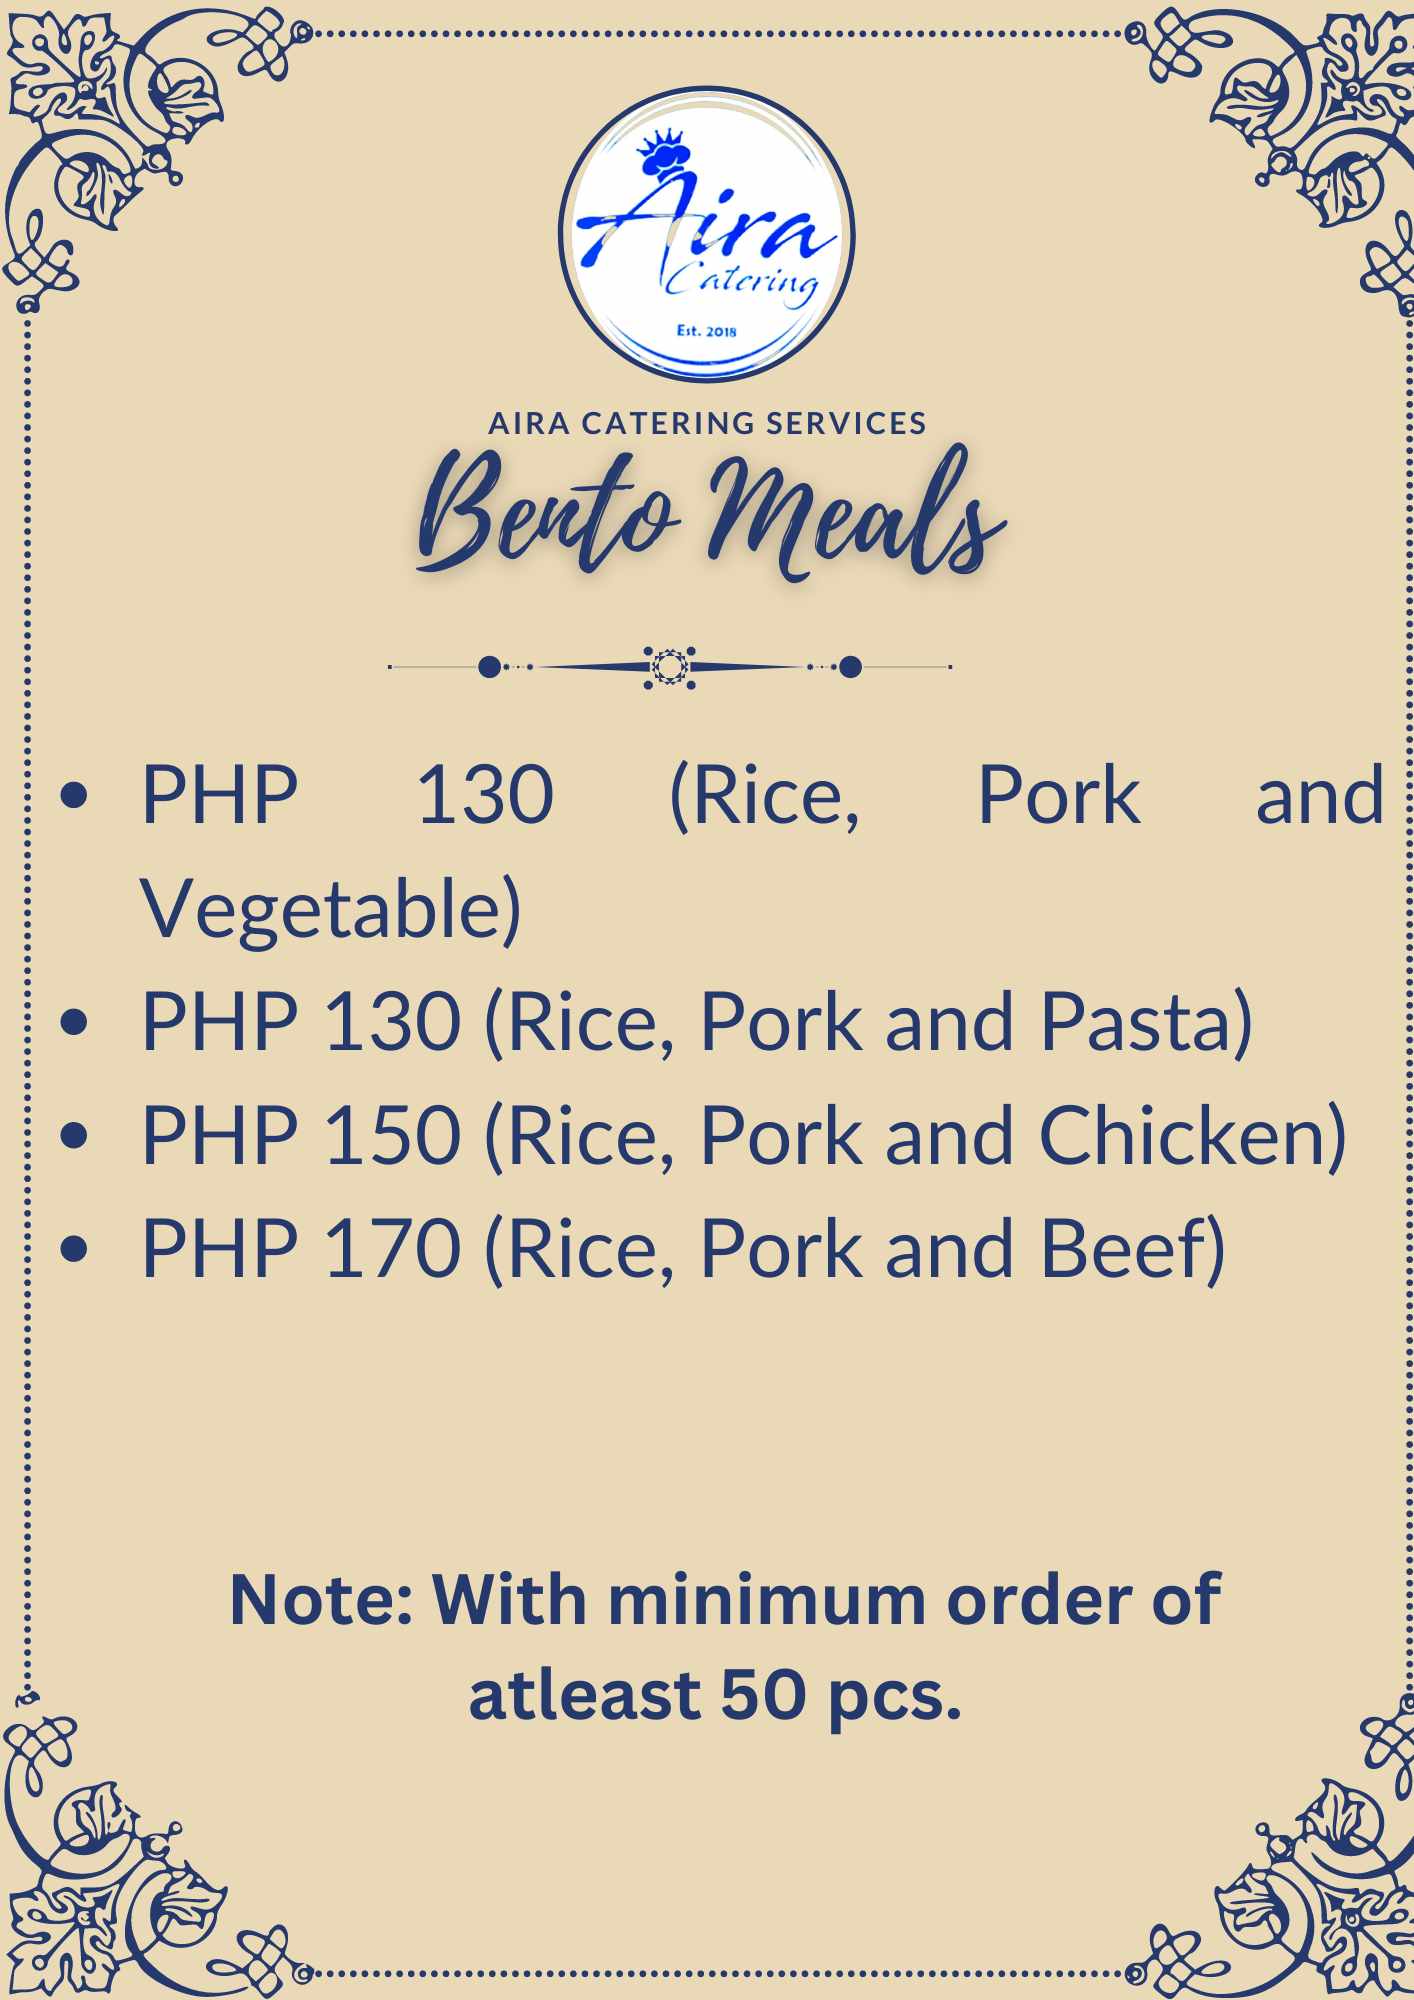 Aira
Catering
Est. 2018
AIRA CATERING SERVICES
Bento Meals
• PHP 130 (Rice, Pork and
Vegetable)
• PHP 130 (Rice, Pork and Pasta)
• PHP 150 (Rice, Pork and Chicken)
• PHP 170 (Rice, Pork and Beef)
Note: With minimum order of
atleast 50 pcs.